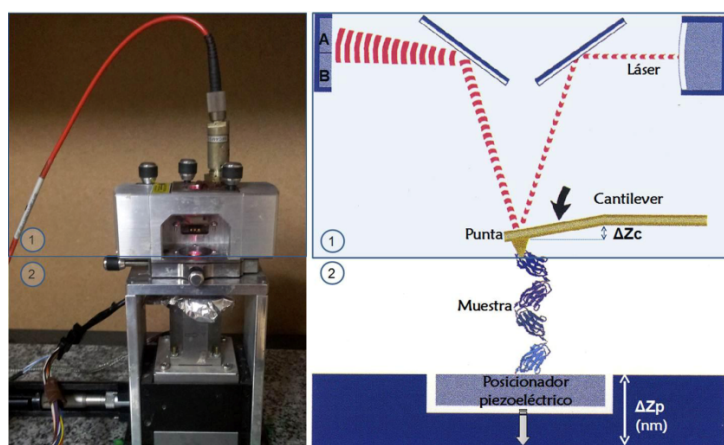 1
2
A
B
Láser
Cantilever
Punta
ΔZc
1
2
Muestra
Posicionador
piezoeléctrico
ΔZp
(nm)